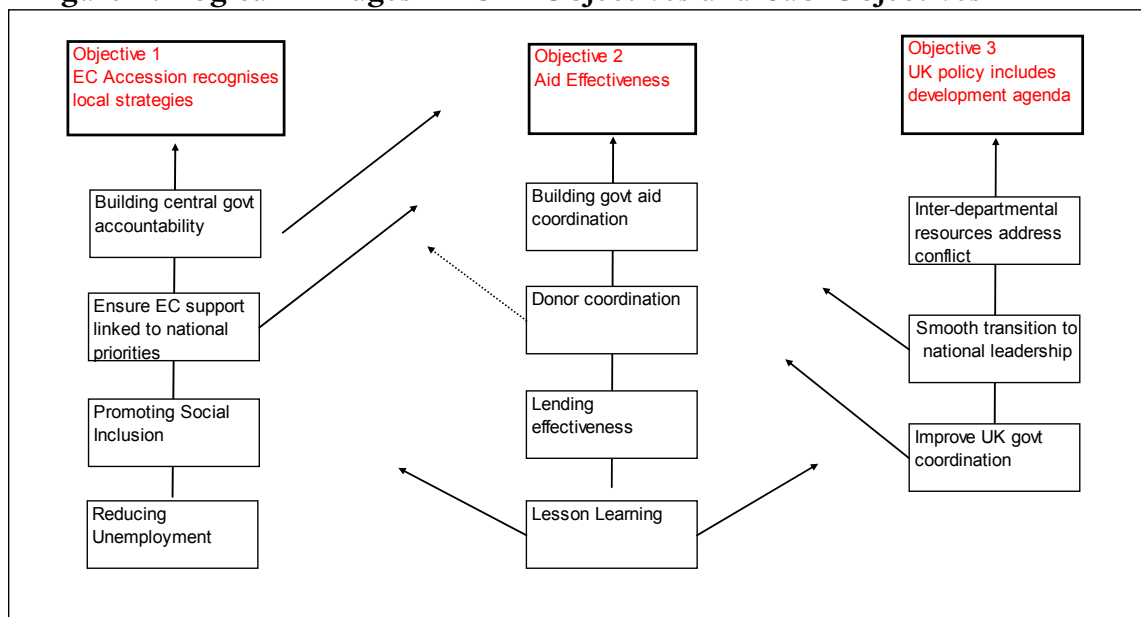 Objective 1
EC Accession recognises
local strategies
Building central govt
accountability
Ensure EC support
linked to national
priorities
Promoting Social
Inclusion
Reducing
Unemployment
Objective 2
Aid Effectiveness
Building govt aid
coordination
Donor coordination
Lending
effectiveness
Lesson Learning
Objective 3
UK policy includes
development agenda
Inter-departmental
resources address
conflict
Smooth transition to
national leadership
Improve UK govt
coordination